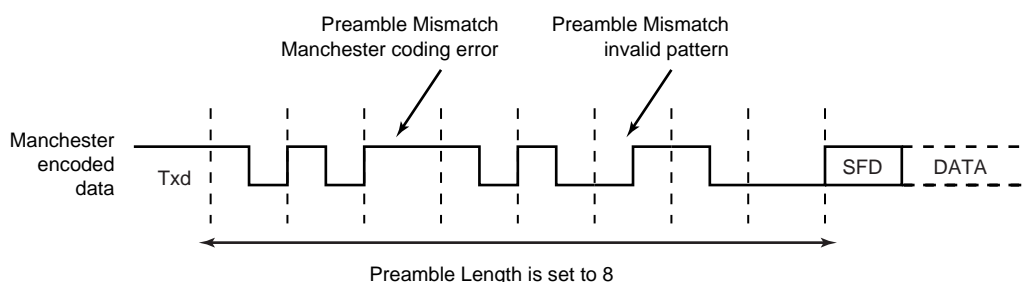 Preamble Mismatch
Manchester coding error
Preamble Mismatch
invalid pattern
Manchester
encoded
data
Txd
SFD
DATA
Preamble Length is set to 8